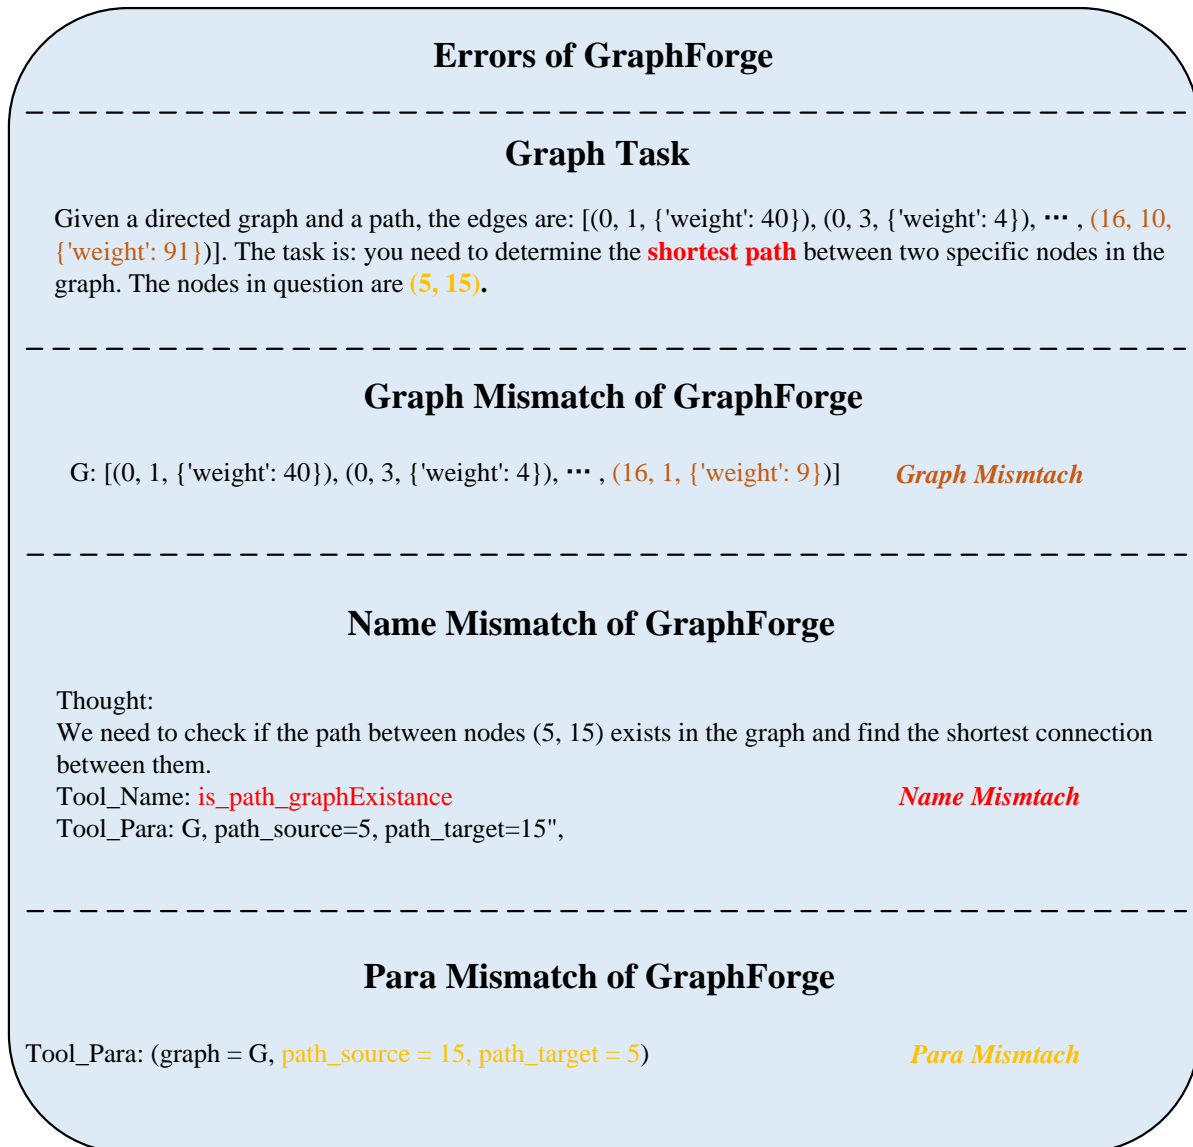 Errors of GraphForge
Graph Task
Given a directed graph and a path, the edges are: [(0, 1, {'weight': 40}), (0, 3, {'weight': 4}), ··· , (16, 10,
{'weight': 91})]. The task is: you need to determine the shortest path between two specific nodes in the
graph. The nodes in question are (5, 15).
Graph Mismatch of GraphForge
G: [(0, 1, {'weight': 40}), (0, 3, {'weight': 4}), ··· , (16, 1, {'weight': 9})] Graph Mismtach
Name Mismatch of GraphForge
Thought:
We need to check if the path between nodes (5, 15) exists in the graph and find the shortest connection
between them.
Tool_Name: is_path_graphExistance Name Mismtach
Tool_Para: G, path_source=5, path_target=15",
Para Mismatch of GraphForge
Tool_Para: (graph = G, path_source = 15, path_target = 5) Para Mismtach